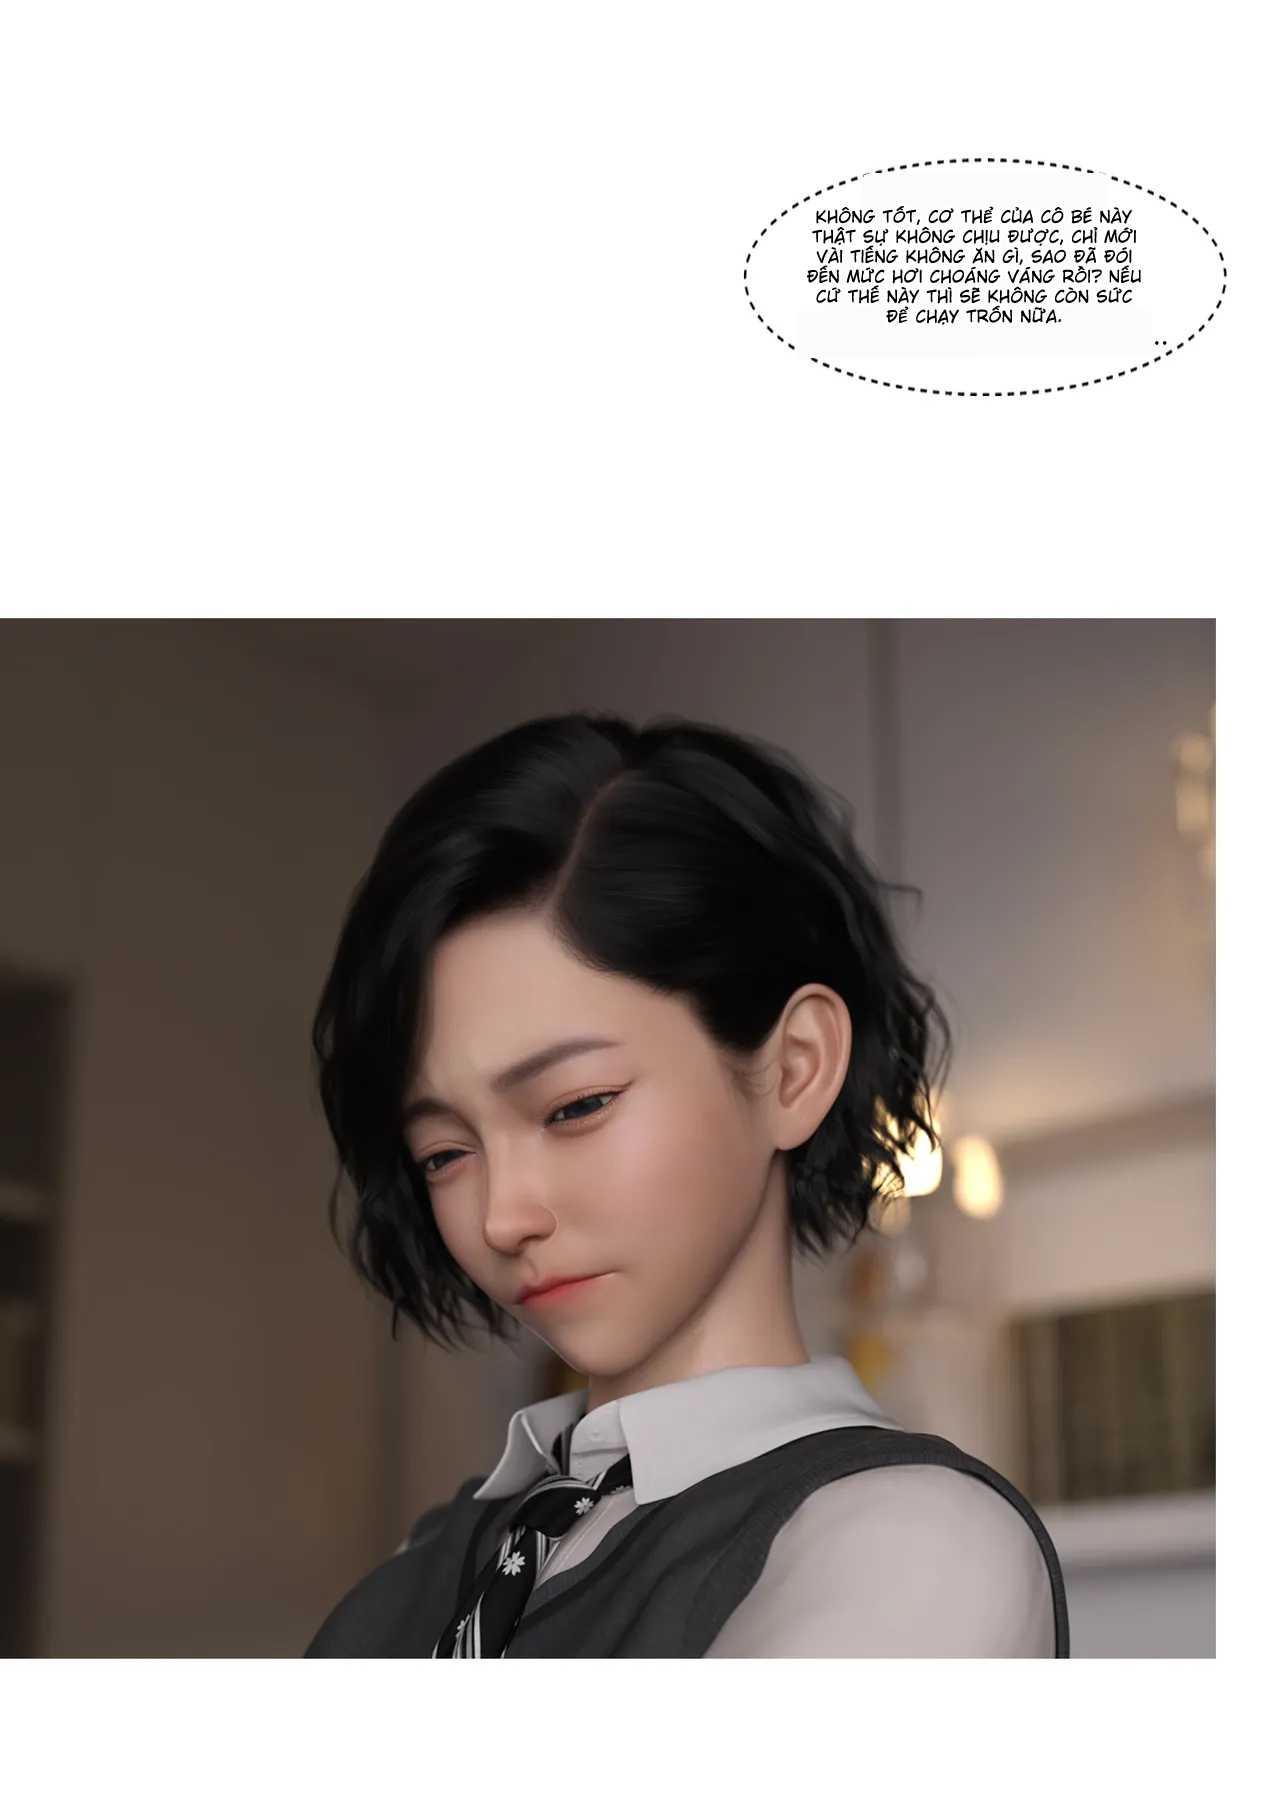 KHÔNG TỐT, CƠ THỂ CỦA CÔ BÉ NÀY
THẬT SỰ KHÔNG CHỊU ĐƯỢC, CHỈ MỚI
VÀI TIẾNG KHÔNG ĂN GÌ, SAO ĐÃ ĐÓI
ĐẾN MỨC HƠI CHOÁNG VÁNG RỒI? NẾU
CỨ THẾ NÀY THÌ SẼ KHÔNG CÒN SỨC
ĐỂ CHẠY TRỐN NỮA.
..